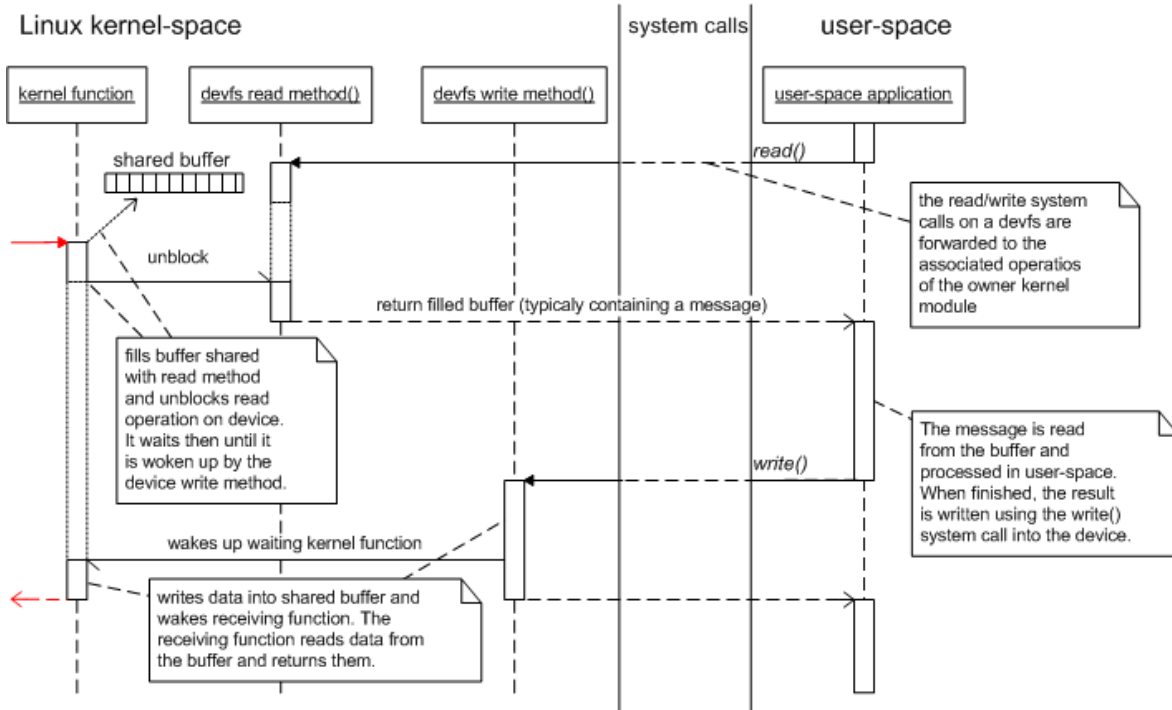 Linux kernel-space
system calls
user-space
kernel function
devfs read method()
devfs write method()
user-space application
shared buffer
read()
the read/write system
calls on a devfs are
forwarded to the
associated operatios
of the owner kernel
module
unblock
return filled buffer (typicaly containing a message)
fills buffer shared
with read method
and unblocks read
operation on device.
It waits then until it
is woken up by the
device write method.
The message is read
from the buffer and
processed in user-space.
When finished, the result
is written using the write()
system call into the device.
write()
wakes up waiting kernel function
writes data into shared buffer and
wakes receiving function. The
receiving function reads data from
the buffer and returns them.